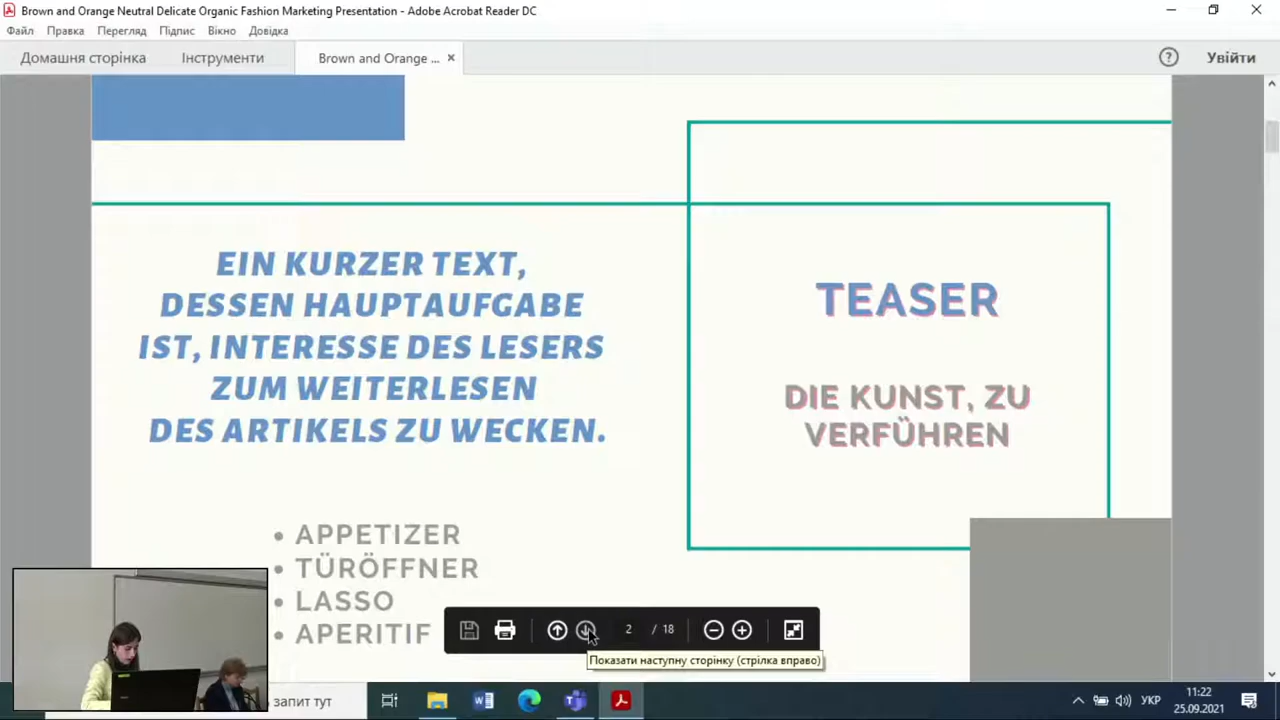 Brown and Orange Neutral Delicate Organic Fashion Marketing Presentation - Adobe Acrobat Reader DC
Файл Правка Перегляд Підпис Вікно Довідка
Домашня сторінка Інструменти Brown and Orange ... Увійти
EIN KURZER TEXT,
DESSEN HAUPTAUFGABE
IST, INTERESSE DES LESERS
ZUM WEITERLESEN
DES ARTIKELS ZU WECKEN.
TEASER
DIE KUNST, ZU
VERFÜHREN
• APPETIZER
• TÜRÖFFNER
• LASSO
• APERITIF
2 / 18
Показати наступну сторінку (стрілка вправо)
запит тут
УКР
11:22
25.09.2021